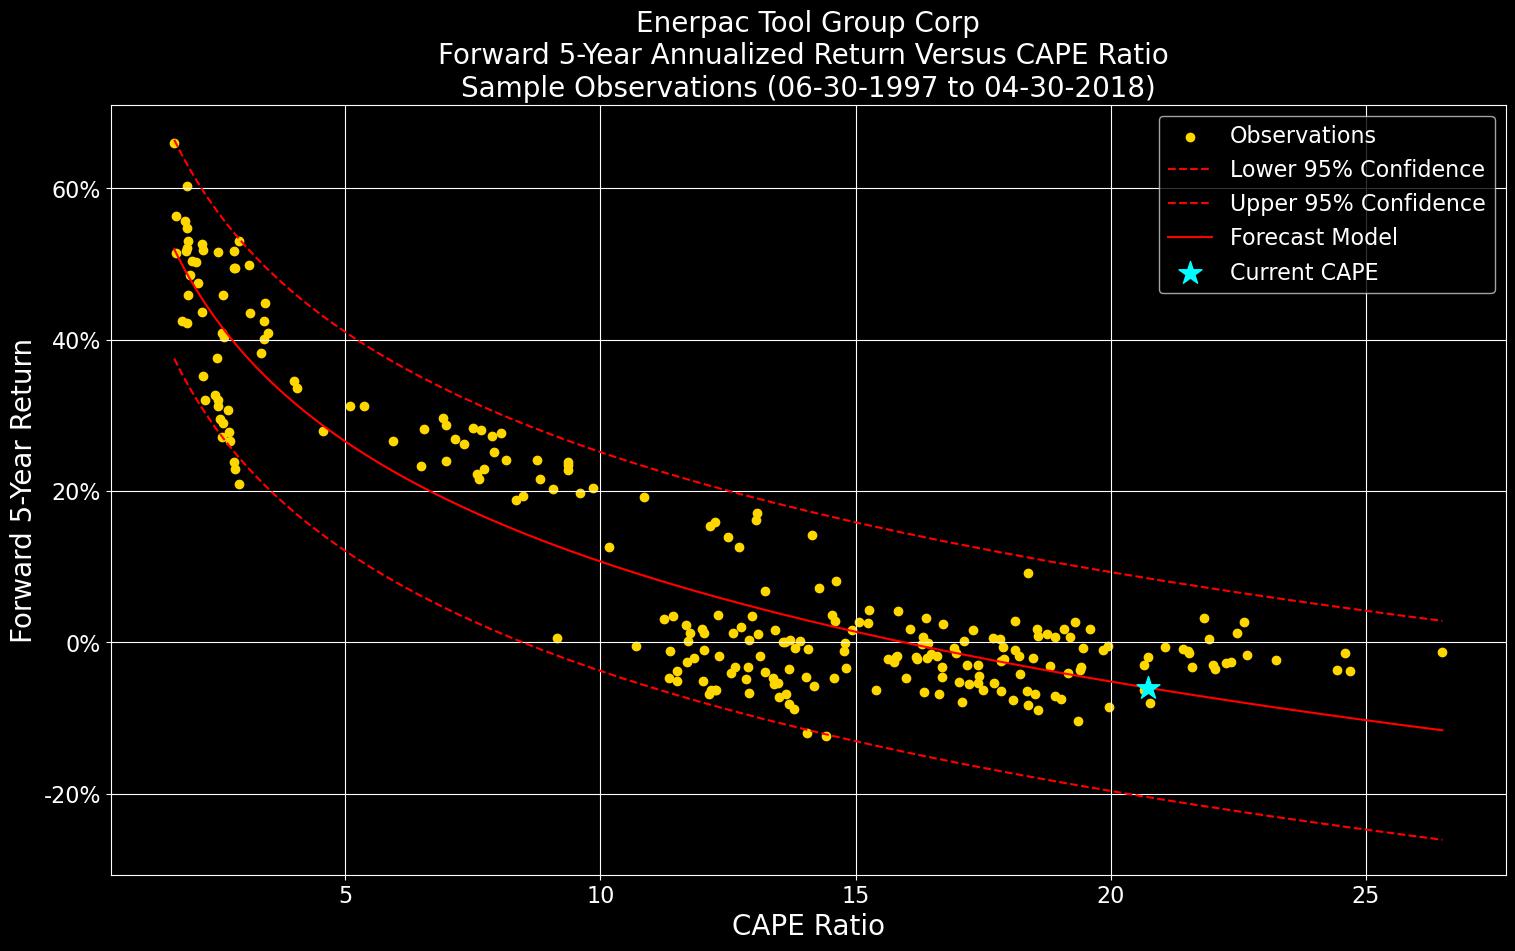 Enerpac Tool Group Corp
Forward 5-Year Annualized Return Versus CAPE Ratio
Sample Observations (06-30-1997 to 04-30-2018)
Observations
Lower 95% Confidence
Upper 95% Confidence
Forecast Model
Current CAPE
Forward 5-Year Return
60%
40%
20%
0%
-20%
5
10
15
20
25
CAPE Ratio